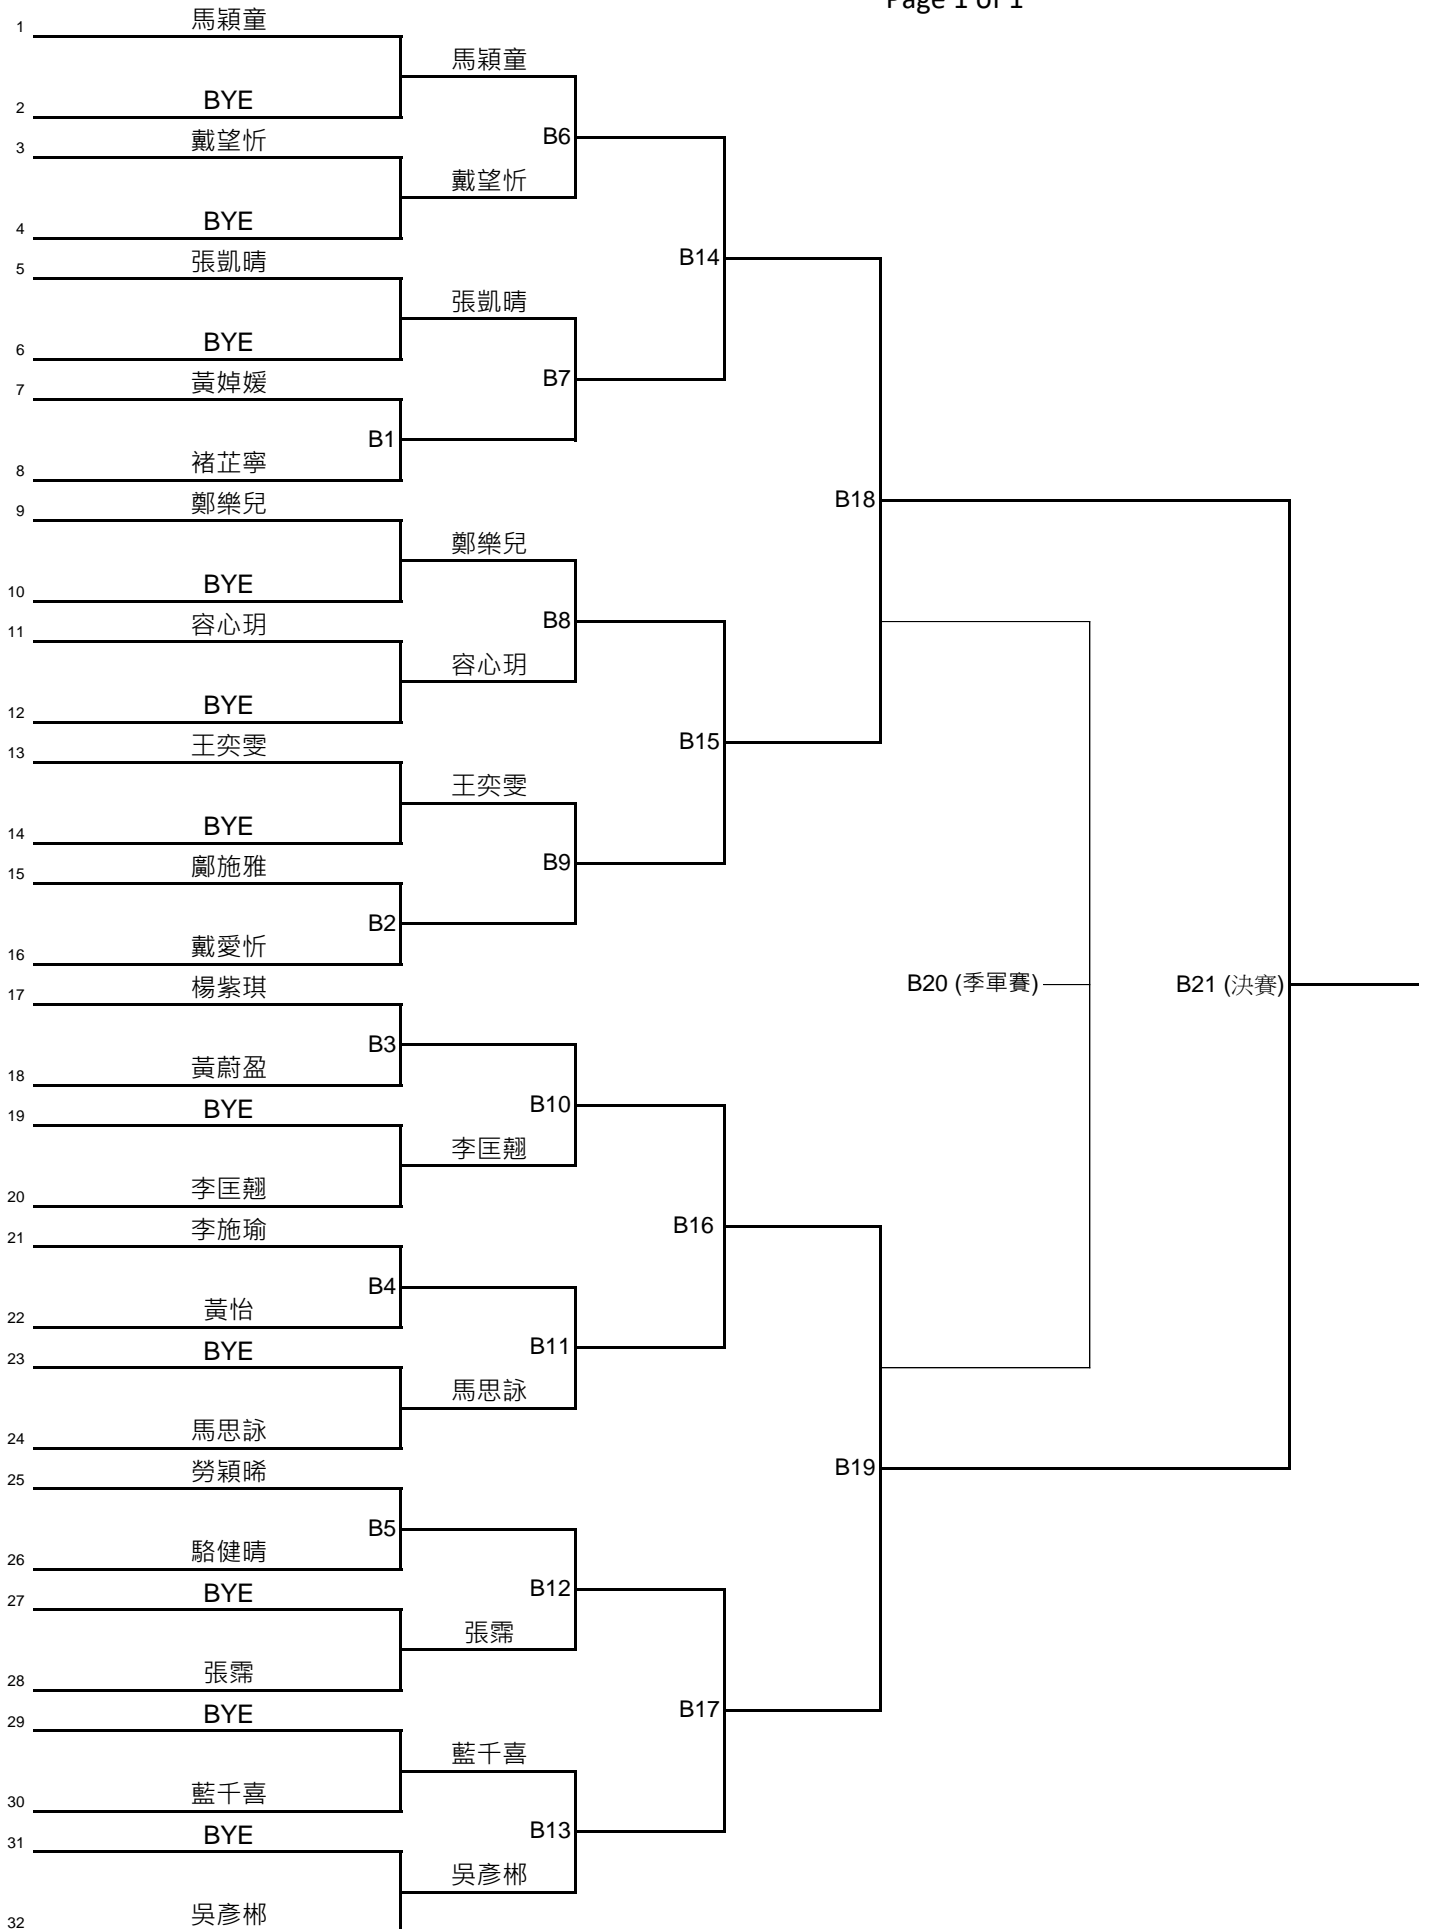 Page 1 of 1
1 馬穎童
馬穎童
2 BYE
B6
3 戴望忻
戴望忻
4 BYE
B14
5 張凱晴
張凱晴
6 BYE
B7
7 黃婥媛
B1
8 褚芷寧
B18
9 鄭樂兒
鄭樂兒
10 BYE
B8
11 容心玥
容心玥
12 BYE
B15
13 王奕雯
王奕雯
14 BYE
B9
15 鄺施雅
B2
16 戴愛忻
B20 (季軍賽)
B21 (決賽)
17 楊紫琪
B3
18 黃蔚盈
B10
19 BYE
李匡翹
20 李匡翹
B16
21 李施瑜
B4
22 黃怡
B11
23 BYE
馬思詠
24 馬思詠
B19
25 勞穎晞
B5
26 駱健晴
B12
27 BYE
張霈
28 張霈
B17
29 BYE
藍千喜
30 藍千喜
B13
31 BYE
吳彥郴
32 吳彥郴